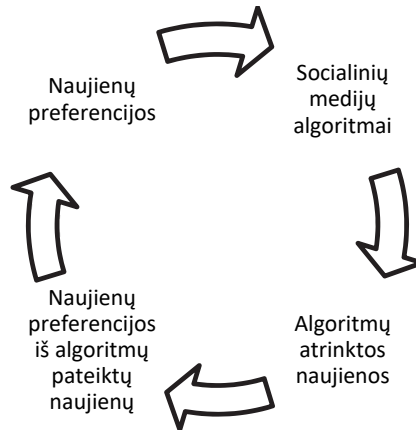 Naujienų
preferencijos
Socialinių
medijų
algoritmai
Algoritmų
atrinktos
naujienos
Naujienų
preferencijos
iš algoritmų
pateiktų
naujienų